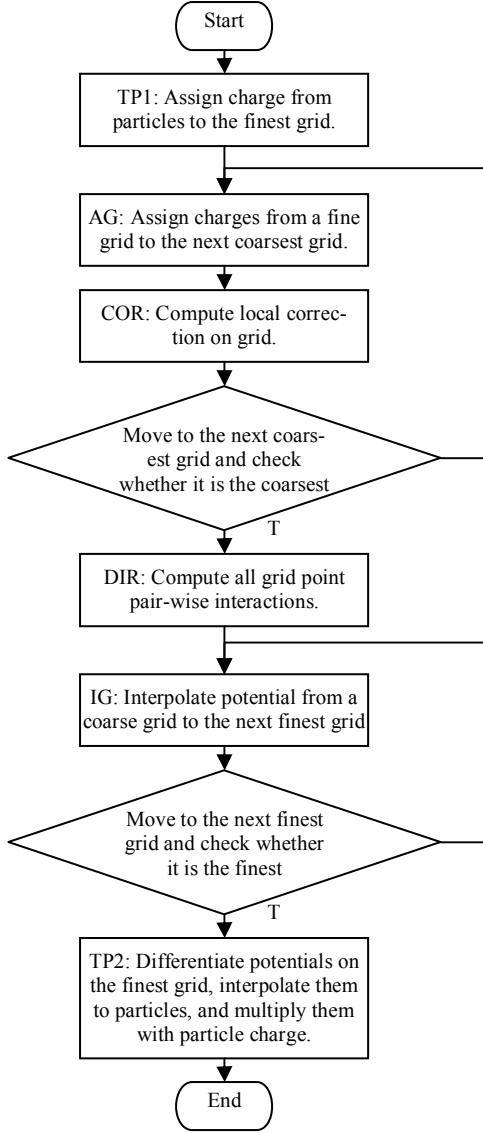 Start
TP1: Assign charge from
particles to the finest grid.
AG: Assign charges from a fine
grid to the next coarsest grid.
COR: Compute local correc-
tion on grid.
Move to the next coars-
est grid and check
whether it is the coarsest
T
DIR: Compute all grid point
pair-wise interactions.
IG: Interpolate potential from a
coarse grid to the next finest grid
Move to the next finest
grid and check whether
it is the finest
T
TP2: Differentiate potentials on
the finest grid, interpolate them
to particles, and multiply them
with particle charge.
End